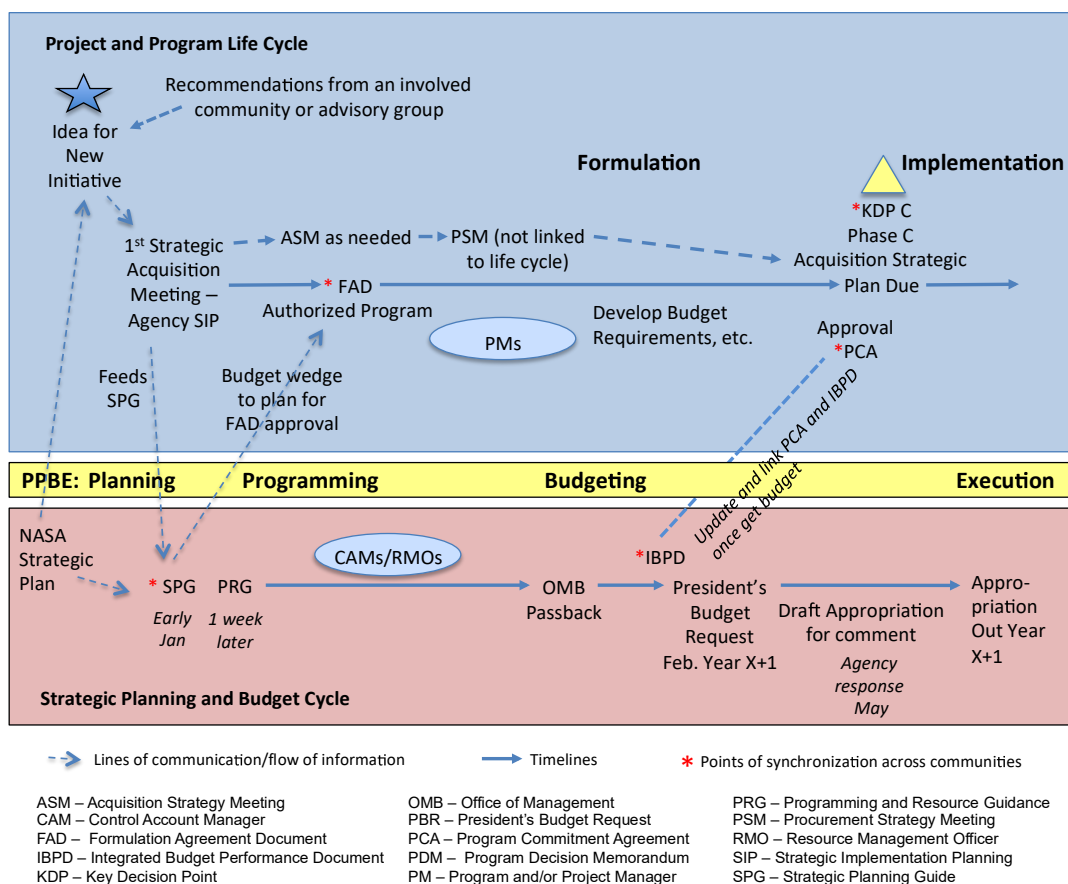 Project and Program Life Cycle
Recommendations from an involved
community or advisory group
Idea for
New
Initiative
Formulation
Implementation
*KDP C
Phase C
Acquisition Strategic
Plan Due
1st Strategic
Acquisition
Meeting –
Agency SIP
ASM as needed
PSM (not linked
to life cycle)
* FAD
Authorized Program
PMs
Develop Budget
Requirements, etc.
Approval
*PCA
Feeds
SPG
Budget wedge
to plan for
FAD approval
Update and link PCA and IBPD
once get budget
PPBE: Planning
Programming
Budgeting
Execution
NASA
Strategic
Plan
* SPG
Early
Jan
PRG
1 week
later
CAMs/RMOs
OMB
Passback
*IBPD
President's
Budget
Request
Feb. Year X+1
Draft Appropriation
for comment
Agency
response
May
Appro-
priation
Out Year
X+1
Strategic Planning and Budget Cycle
Lines of communication/flow of information
Timelines
* Points of synchronization across communities
ASM – Acquisition Strategy Meeting
CAM – Control Account Manager
FAD – Formulation Agreement Document
IBPD – Integrated Budget Performance Document
KDP – Key Decision Point
OMB – Office of Management
PBR – President's Budget Request
PCA – Program Commitment Agreement
PDM – Program Decision Memorandum
PM – Program and/or Project Manager
PRG – Programming and Resource Guidance
PSM – Procurement Strategy Meeting
RMO – Resource Management Officer
SIP – Strategic Implementation Planning
SPG – Strategic Planning Guide